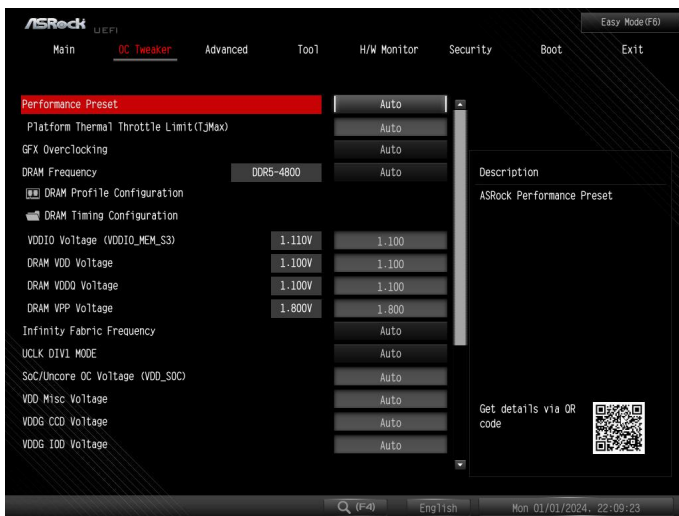 ASRock UEFI
Easy Mode(F6)
Main OC Tweaker Advanced Tool H/W Monitor Security Boot Exit
Performance Preset Auto
Platform Thermal Throttle Limit(TjMax) Auto
GFX Overclocking Auto
DRAM Frequency DDR5-4800 Auto
DRAM Profile Configuration
DRAM Timing Configuration
VDDIO Voltage (VDDIO_MEM_S3) 1.110V 1.100
DRAM VDD Voltage 1.100V 1.100
DRAM VDDQ Voltage 1.100V 1.100
DRAM VPP Voltage 1.800V 1.800
Infinity Fabric Frequency Auto
UCLK DIV1 MODE Auto
SoC/Uncore OC Voltage (VDD_SOC) Auto
VDD Misc Voltage Auto
VDDG CCD Voltage Auto
VDDG IOD Voltage Auto
Description
ASRock Performance Preset
Get details via QR
code
(F4) English Mon 01/01/2024. 22:09:23